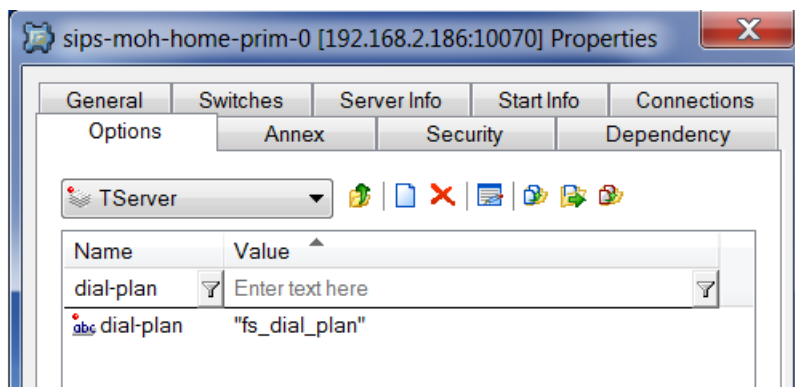 sips-moh-home-prim-0 [192.168.2.186:10070] Properties
General Switches Server Info Start Info Connections
Options Annex Security Dependency
TServer
Name Value
dial-plan Enter text here
abc dial-plan "fs_dial_plan"